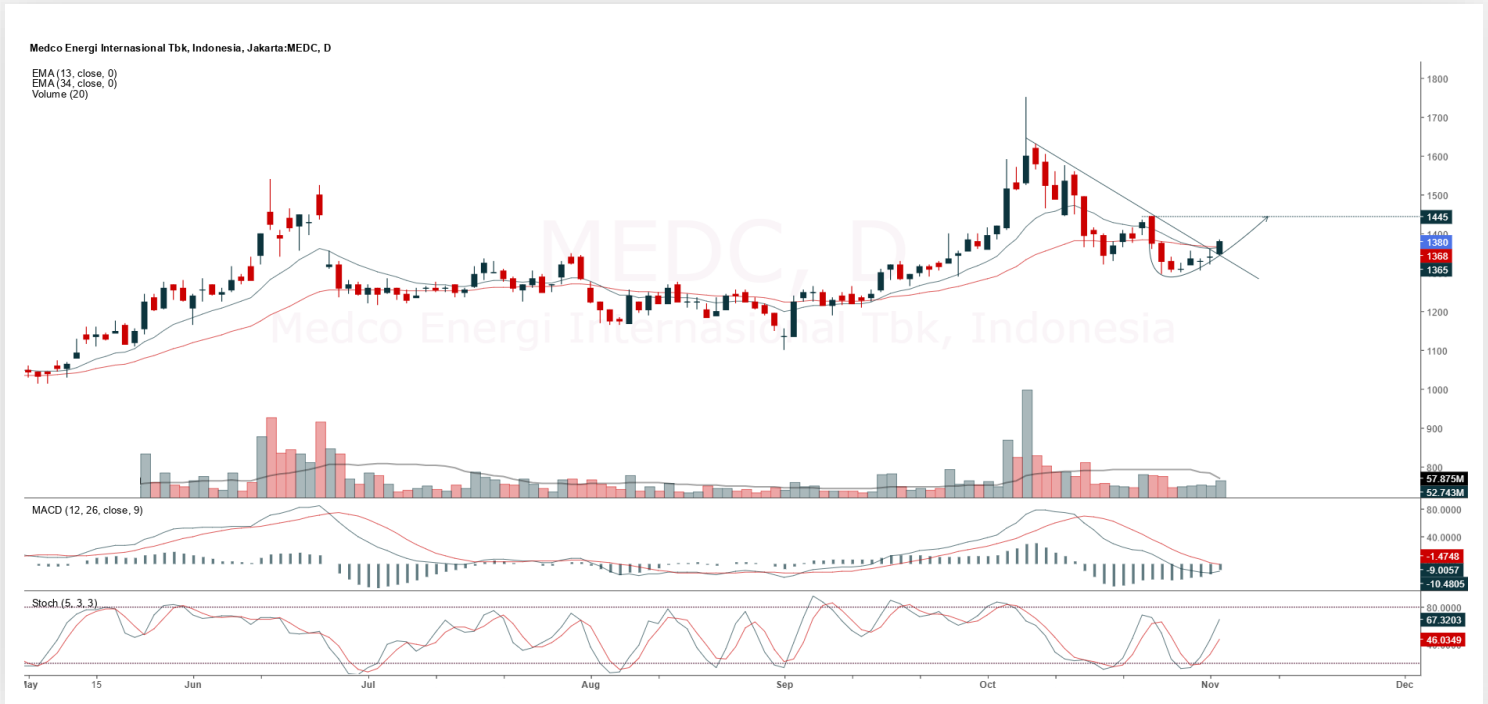 Medco Energi Internasional Tbk, Indonesia, Jakarta:MEDC, D
EMA (13, close, 0)
EMA (34, close, 0)
Volume (20)
MEDC, D
Medco Energi Internasional Tbk, Indonesia
1800
1700
1600
1500
1445
1400
1380
1368
1365
1200
1100
1000
900
800
57.875M
52.743M
MACD (12, 26, close, 9)
80.0000
40.0000
-1.4748
-9.0057
-10.4805
Stoch (5, 3, 3)
80.0000
67.3203
46.0349
May 15 Jun Jul Aug Sep Oct Nov Dec